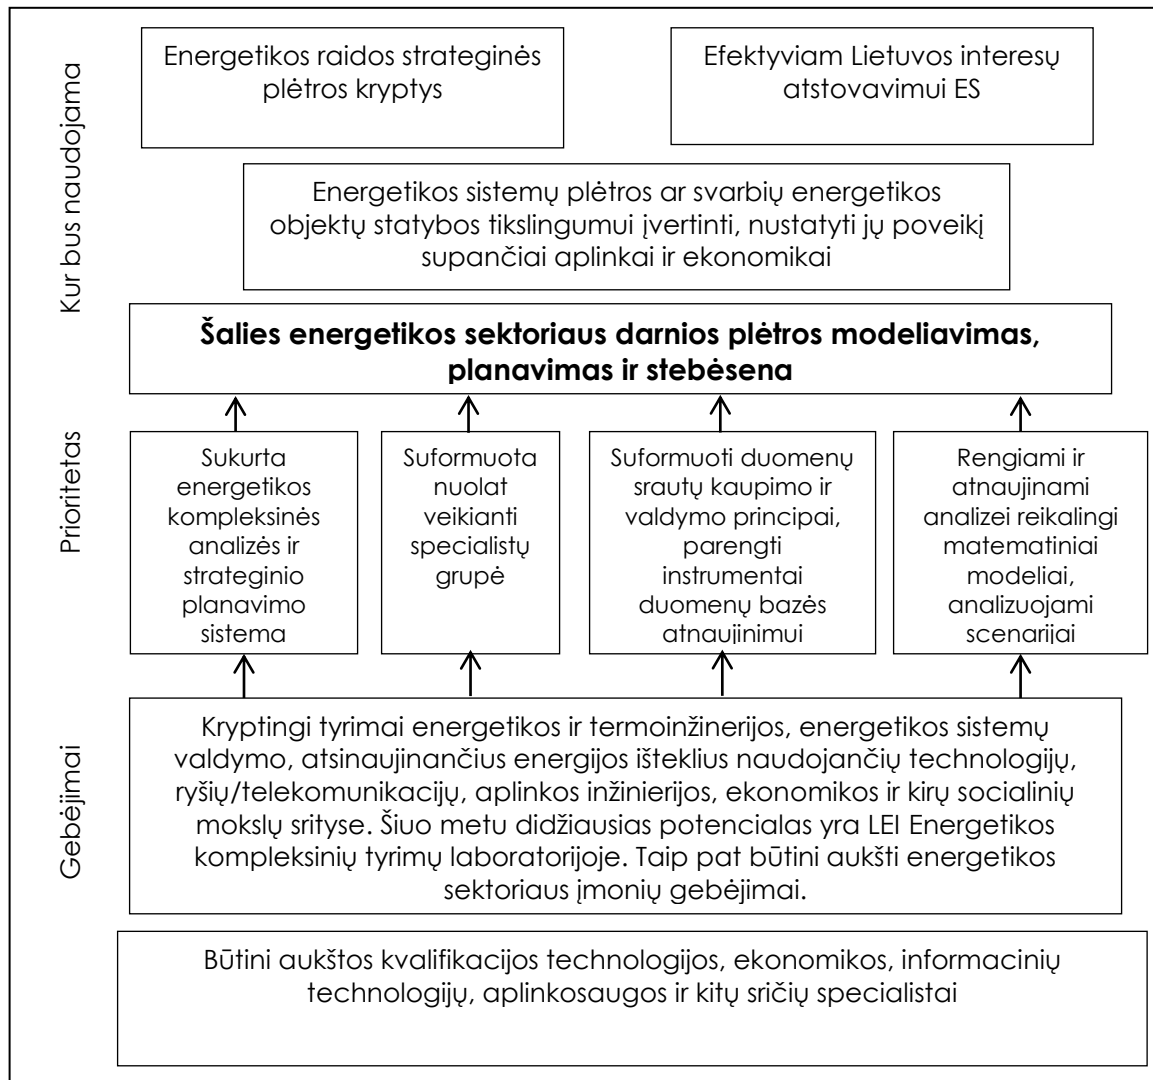 Kur bus naudojama
Energetikos raidos strateginės
plėtros kryptys
Efektyviam Lietuvos interesų
atstovavimui ES
Energetikos sistemų plėtros ar svarbių energetikos
objektų statybos tikslingumui įvertinti, nustatyti jų poveikį
supančiai aplinkai ir ekonomikai
Šalies energetikos sektoriaus darnios plėtros modeliavimas,
planavimas ir stebėsena
Prioritetas
Sukurta
energetikos
kompleksinės
analizės ir
strateginio
planavimo
sistema
Suformuota
nuolat
veikianti
specialistų
grupė
Suformuoti duomenų
srautų kaupimo ir
valdymo principai,
parengti
instrumentai
duomenų bazės
atnaujinimui
Rengiami ir
atnaujinami
analizei reikalingi
matematiniai
modeliai,
analizuojami
scenarijai
Gebėjimai
Kryptingi tyrimai energetikos ir termoinžinerijos, energetikos sistemų
valdymo, atsinaujinančius energijos išteklius naudojančių technologijų,
ryšių/telekomunikacijų, aplinkos inžinierijos, ekonomikos ir kirų socialinių
mokslų srityse. Šiuo metu didžiausias potencialas yra LEI Energetikos
kompleksinių tyrimų laboratorijoje. Taip pat būtini aukšti energetikos
sektoriaus įmonių gebėjimai.
Būtini aukštos kvalifikacijos technologijos, ekonomikos, informacinių
technologijų, aplinkosaugos ir kitų sričių specialistai